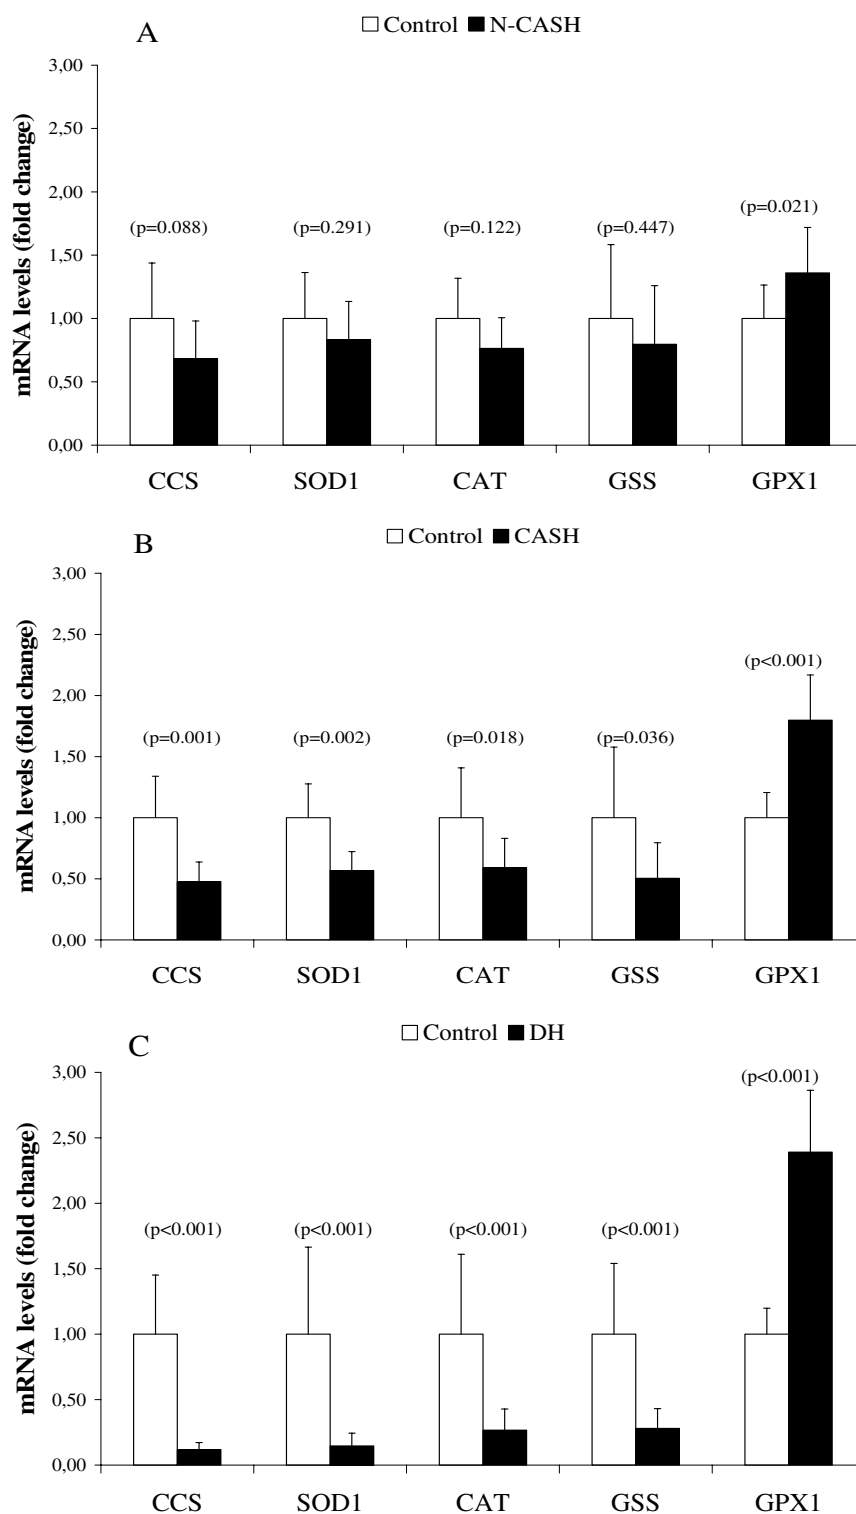 A
Control N-CASH
mRNA levels (fold change)
3,00
2,50
2,00
1,50
1,00
0,50
0,00
(p=0.088) (p=0.291) (p=0.122) (p=0.447) (p=0.021)
CCS SOD1 CAT GSS GPX1
B
Control CASH
mRNA levels (fold change)
3,00
2,50
2,00
1,50
1,00
0,50
0,00
(p=0.001) (p=0.002) (p=0.018) (p=0.036) (p<0.001)
CCS SOD1 CAT GSS GPX1
C
Control DH
mRNA levels (fold change)
3,00
2,50
2,00
1,50
1,00
0,50
0,00
(p<0.001) (p<0.001) (p<0.001) (p<0.001) (p<0.001)
CCS SOD1 CAT GSS GPX1